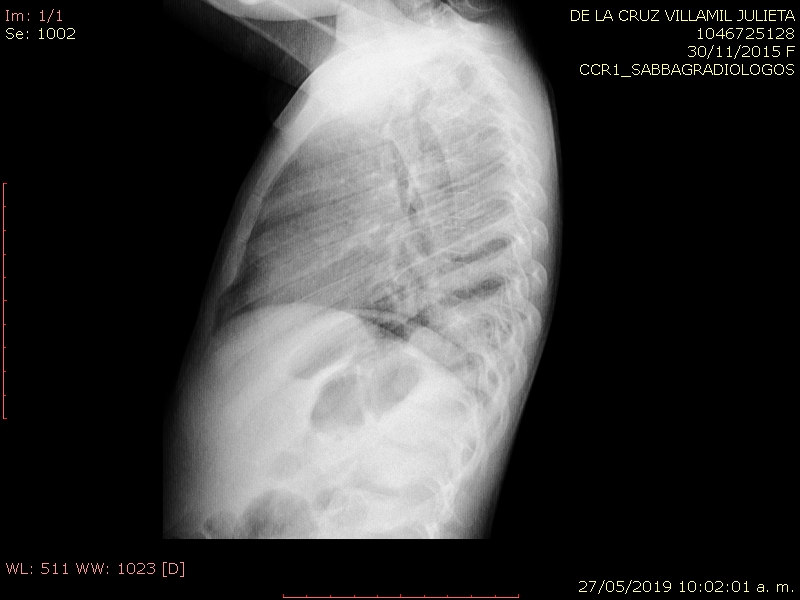 Im: 1/1
Se: 1002
DE LA CRUZ VILLAMIL JULIETA
1046725128
30/11/2015 F
CCR1_SABBAGRADIOLOGOS
WL: 511 WW: 1023 [D]
27/05/2019 10:02:01 a. m.